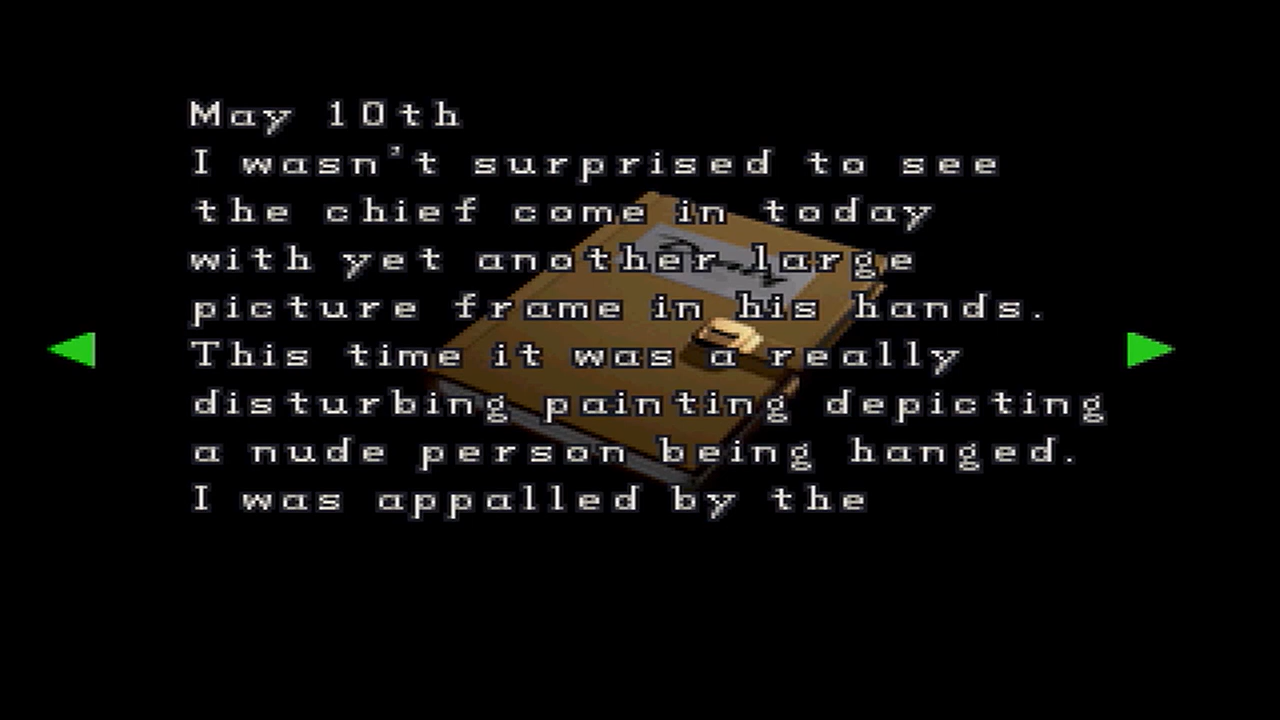 May 10th
I wasn't surprised to see
the chief come in today
with yet another large
picture frame in his hands.
This time it was a really
disturbing painting depicting
a nude person being hanged.
I was appalled by the
Diary